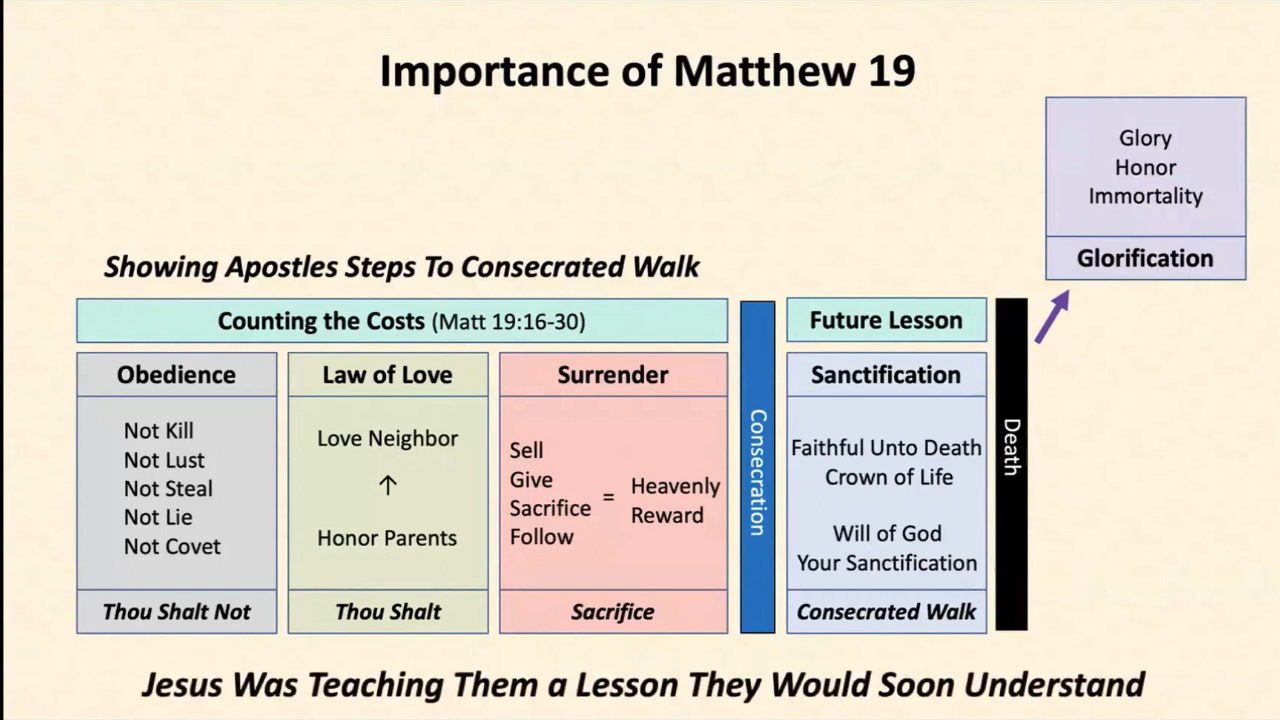 Importance of Matthew 19
Glory
Honor
Immortality
Glorification
Showing Apostles Steps To Consecrated Walk
Counting the Costs (Matt 19:16-30)
Obedience
Not Kill
Not Lust
Not Steal
Not Lie
Not Covet
Thou Shalt Not
Law of Love
Love Neighbor
↑
Honor Parents
Thou Shalt
Surrender
Sell
Give
Sacrifice
Follow
=
Heavenly
Reward
Sacrifice
Consecration
Future Lesson
Sanctification
Faithful Unto Death
Crown of Life
Will of God
Your Sanctification
Consecrated Walk
Death
Jesus Was Teaching Them a Lesson They Would Soon Understand